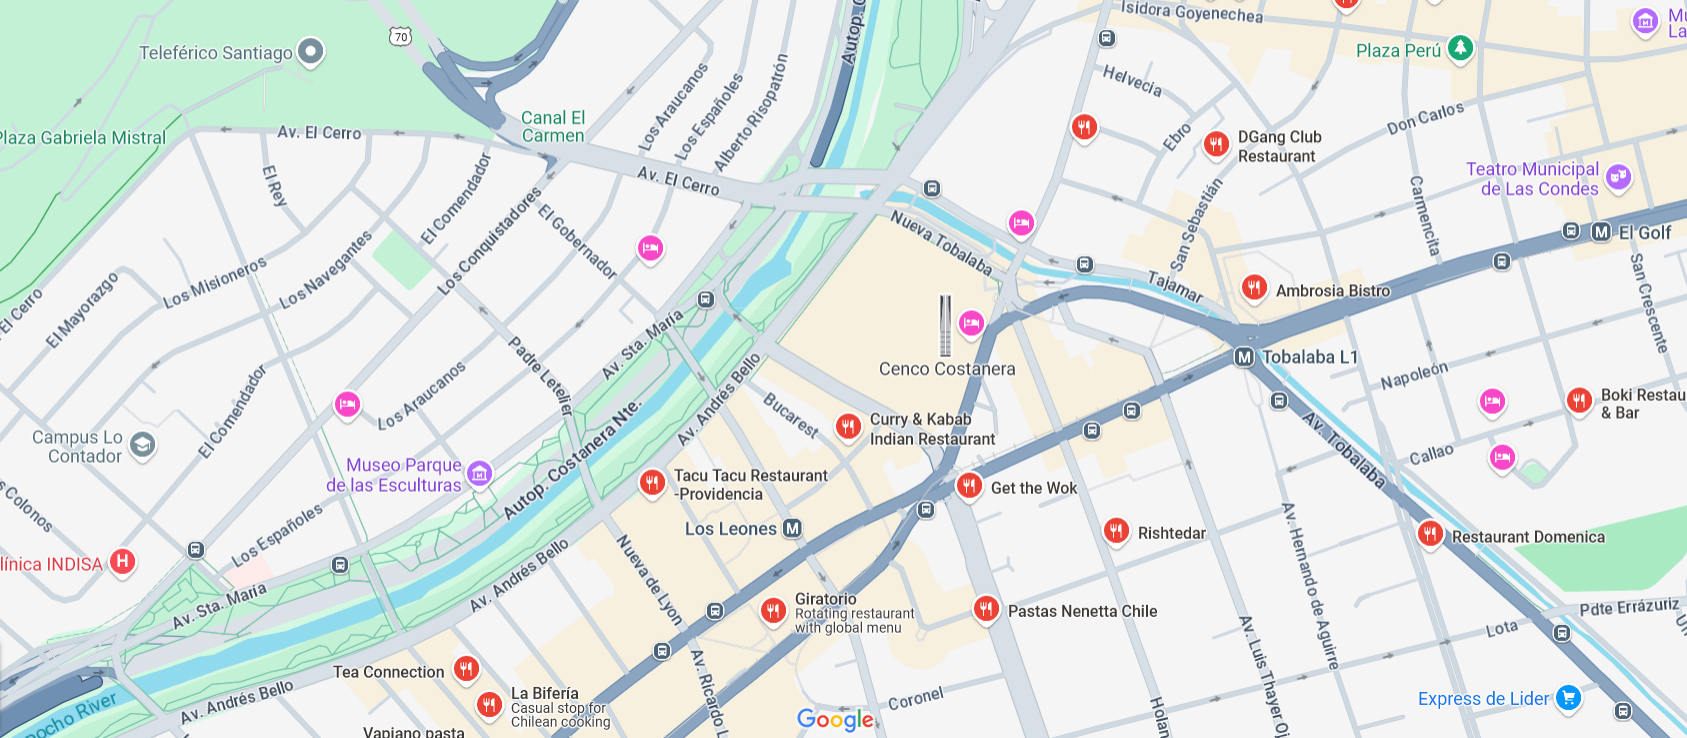 Isidora Goyenechea
Autop. C
70
Teleférico Santiago
Plaza Perú
Mu
La
Helvecia
Los Araucanos
Los Españoles
Alberto Risopatrón
Canal El
Carmen
Av. El Cerro
Plaza Gabriela Mistral
Don Carlos
Ebro
DGang Club
Restaurant
Teatro Municipal
de Las Condes
El Rey
El Comendador
Av. El Cerro
Los Conquistadores
El Gobernador
Nueva Tobalaba
San Sebastián
Carmencita
M
El Golf
Los Navegantes
Los Misioneros
El Mayorazgo
El Cerro
Tajamar
Ambrosia Bistro
San Crescente
Av. Sta. María
Padre Letelier
Cenco Costanera
M
Tobalaba L1
Napoleón
Los Araucanos
El Comendador
Av. Andrés Bello
Bucarest
Curry & Kabab
Indian Restaurant
Av. Tobalaba
Boki Restau
& Bar
Campus Lo
Contador
Museo Parque
de las Esculturas
Autop. Costanera Nte.
Tacu Tacu Restaurant
-Providencia
Get the Wok
Callao
s Colonos
Los Españoles
Los Leones
M
Rishtedar
Av. Hernando de Aguirre
Restaurant Domenica
línica INDISA
H
Av. Sta. María
Av. Andrés Bello
Nueva de Lyon
Giratorio
Rotating restaurant
with global menu
Pastas Nenetta Chile
Pdte Errázuriz
Lota
Av. Luis Thayer Oj
Tea Connection
La Bifería
Casual stop for
Chilean cooking
Av. Ricardo L
Coronel
Holan
Express de Lider
Av. Andrés Bello
pocho River
Vapiano pasta
Google